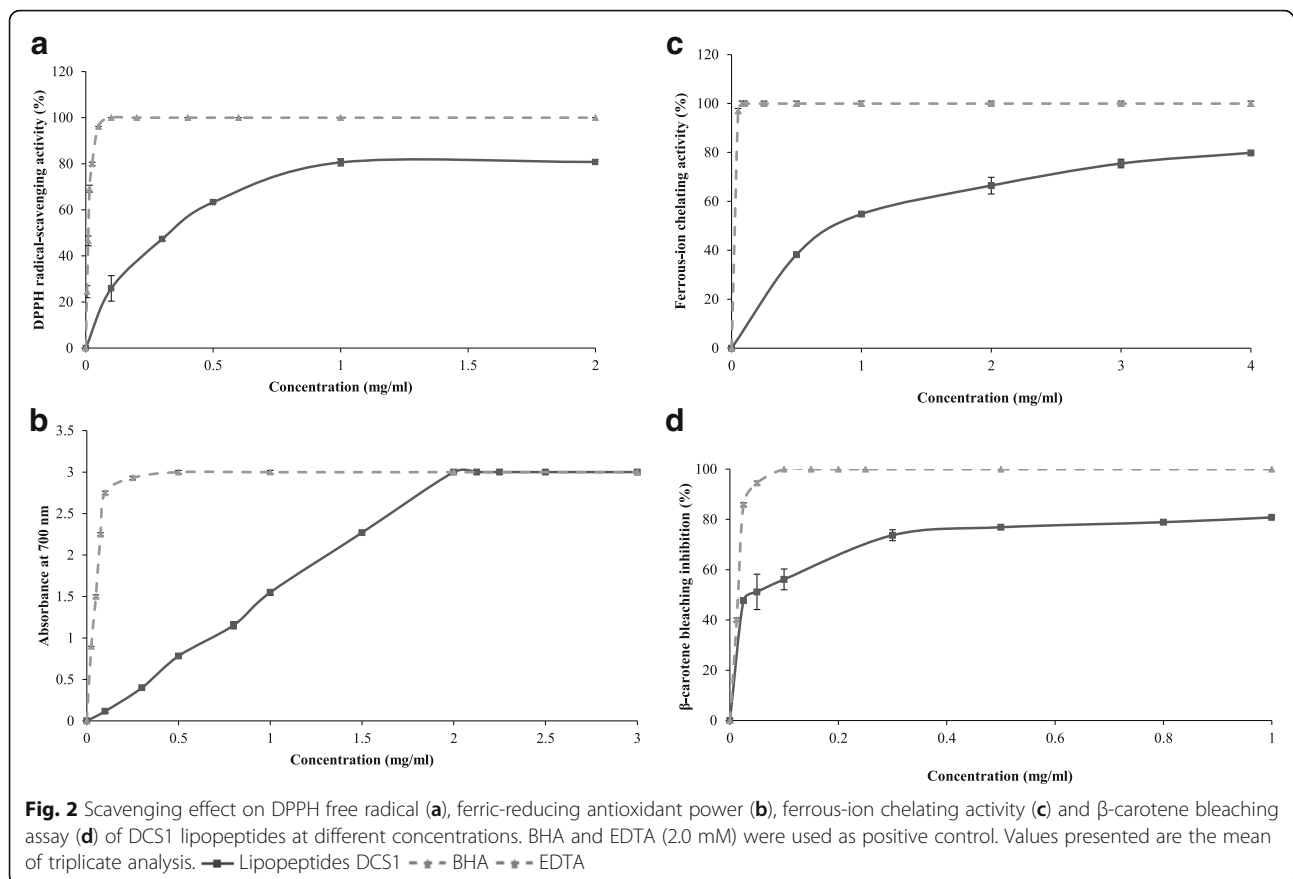 a
120
100
80
60
40
20
0
DPPH radical-scavenging activity (%)
0 0.5 1 1.5 2
Concentration (mg/ml)
c
120
100
80
60
40
20
0
Ferrous-ion chelating activity (%)
0 1 2 3 4
Concentration (mg/ml)
b
3.5
3
2.5
2
1.5
1
0.5
0
Absorbance at 700 nm
0 0.5 1 1.5 2 2.5 3
Concentration (mg/ml)
d
100
80
60
40
20
0
β-carotene bleaching inhibition (%)
0 0.2 0.4 0.6 0.8 1
Concentration (mg/ml)
Fig. 2 Scavenging effect on DPPH free radical (a), ferric-reducing antioxidant power (b), ferrous-ion chelating activity (c) and β-carotene bleaching
assay (d) of DCS1 lipopeptides at different concentrations. BHA and EDTA (2.0 mM) were used as positive control. Values presented are the mean
of triplicate analysis. Lipopeptides DCS1 BHA EDTA